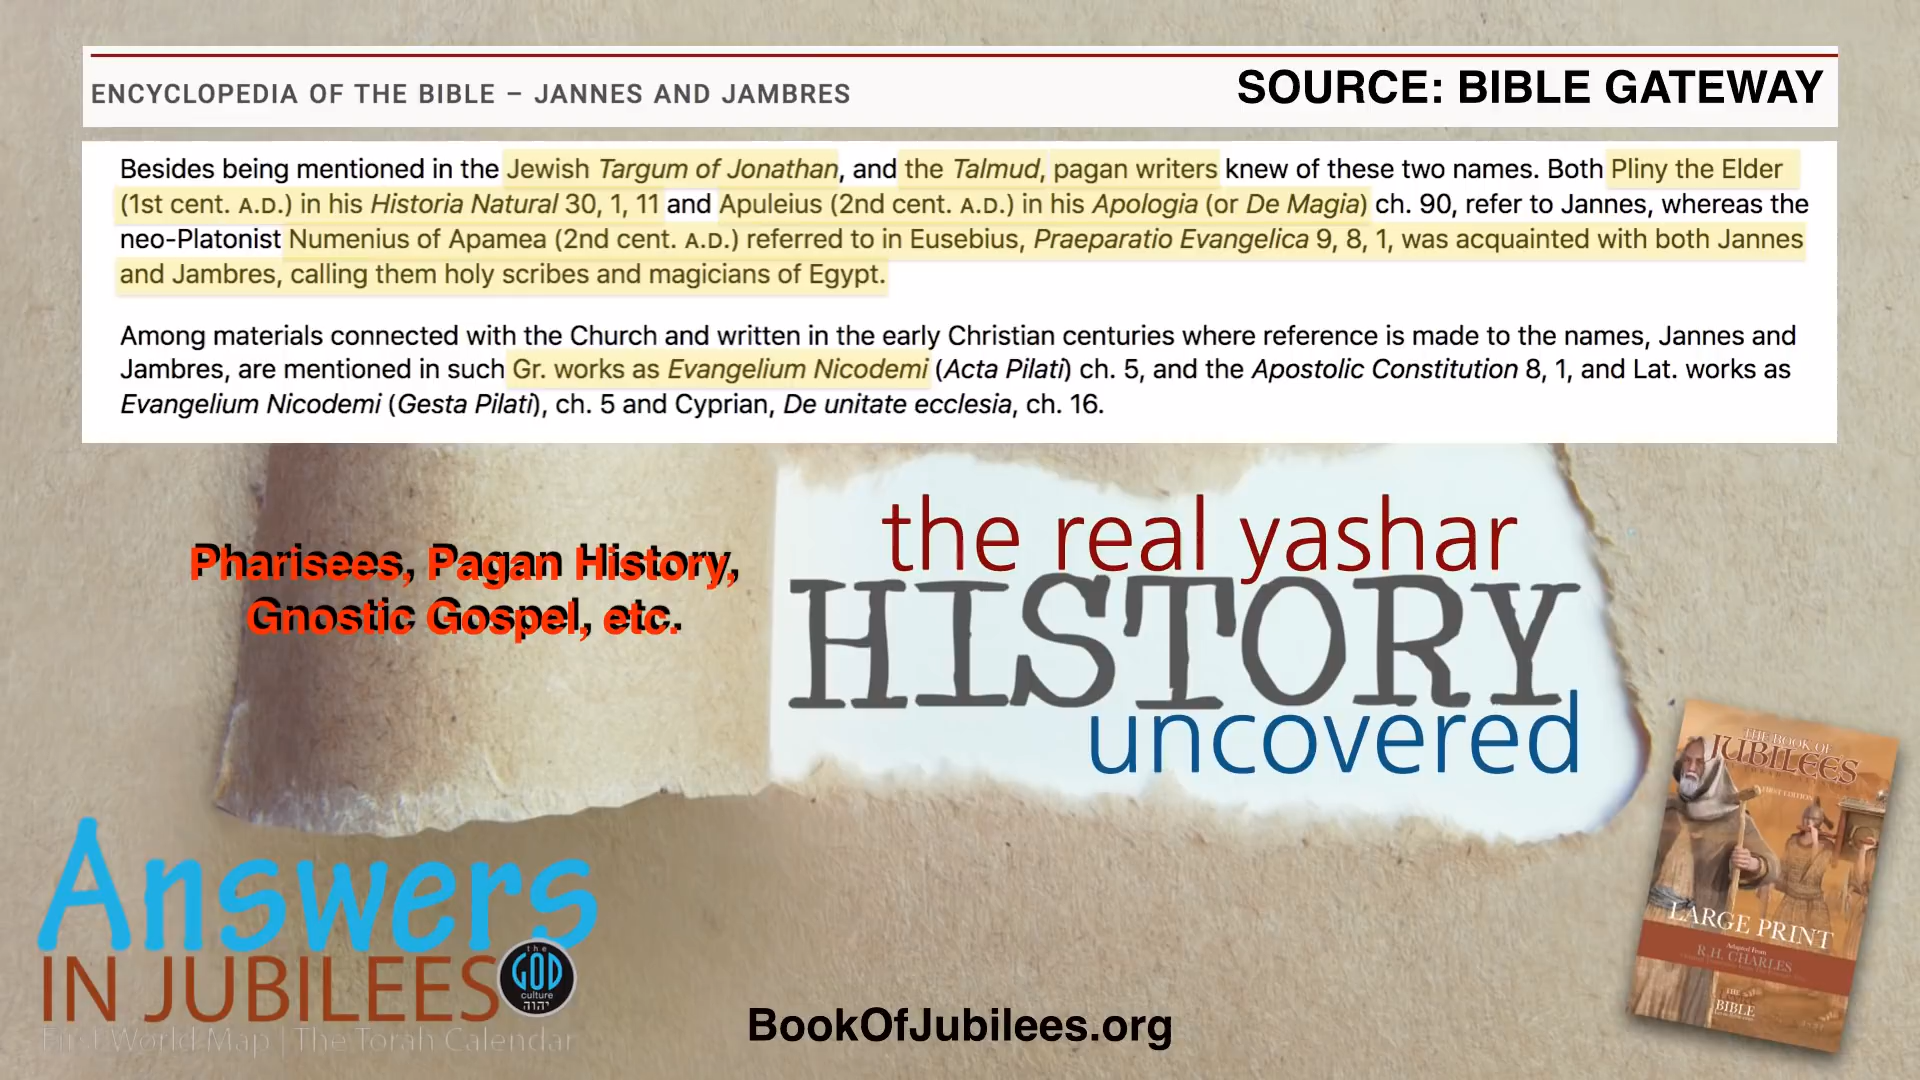 ENCYCLOPEDIA OF THE BIBLE – JANNES AND JAMBRES
SOURCE: BIBLE GATEWAY
Besides being mentioned in the Jewish Targum of Jonathan, and the Talmud, pagan writers knew of these two names. Both Pliny the Elder
(1st cent. A.D.) in his Historia Natural 30, 1, 11 and Apuleius (2nd cent. A.D.) in his Apologia (or De Magia) ch. 90, refer to Jannes, whereas the
neo-Platonist Numenius of Apamea (2nd cent. A.D.) referred to in Eusebius, Praeparatio Evangelica 9, 8, 1, was acquainted with both Jannes
and Jambres, calling them holy scribes and magicians of Egypt.
Among materials connected with the Church and written in the early Christian centuries where reference is made to the names, Jannes and
Jambres, are mentioned in such Gr. works as Evangelium Nicodemi (Acta Pilati) ch. 5, and the Apostolic Constitution 8, 1, and Lat. works as
Evangelium Nicodemi (Gesta Pilati), ch. 5 and Cyprian, De unitate ecclesia, ch. 16.
the real yashar
HISTORY
uncovered
Pharisees, Pagan History,
Gnostic Gospel, etc.
Answers
IN JUBILEES
the
GOD
culture
יהוה
First World Map | The Torah Calendar
BookOfJubilees.org
THE BOOK OF
JUBILEES
FIRST EDITION
LARGE PRINT
Adapted From
R.H. CHARLES
THE
BIBLE